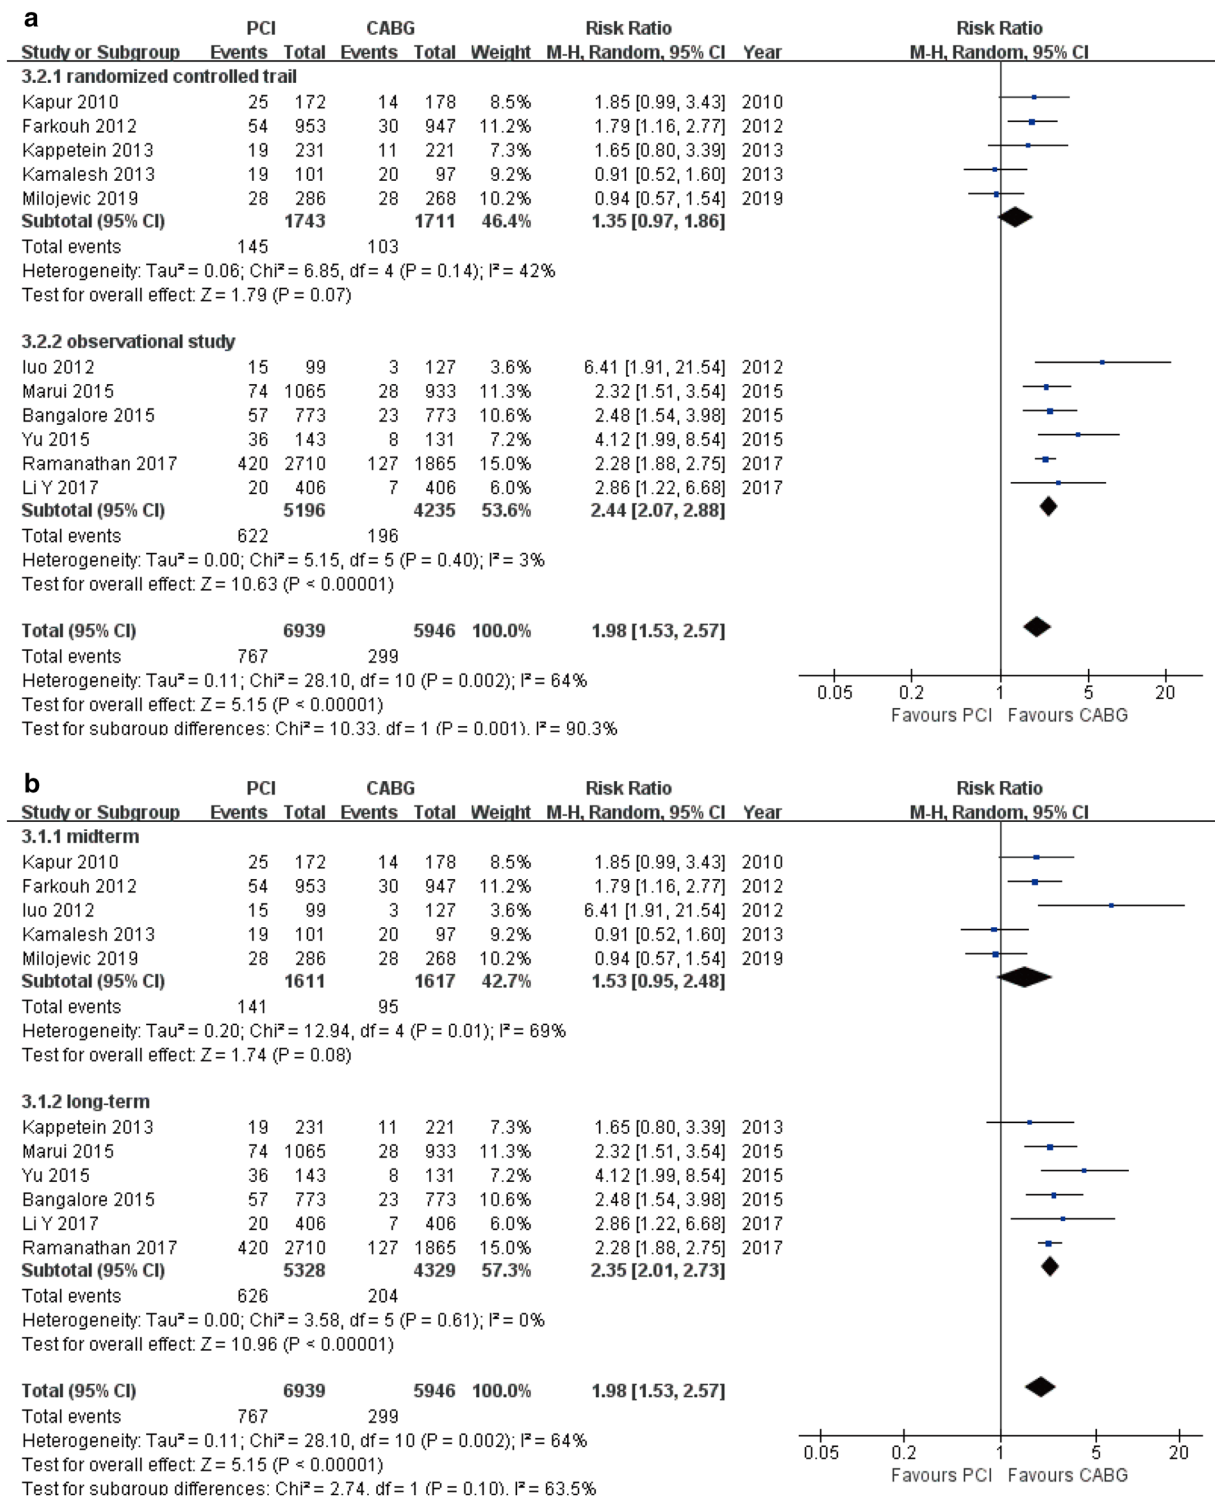 a
PCI CABG Risk Ratio Risk Ratio
Study or Subgroup Events Total Events Total Weight M-H, Random, 95% CI Year M-H, Random, 95% CI
3.2.1 randomized controlled trail
Kapur 2010 25 172 14 178 8.5% 1.85 [0.99, 3.43] 2010
Farkouh 2012 54 953 30 947 11.2% 1.79 [1.16, 2.77] 2012
Kappetein 2013 19 231 11 221 7.3% 1.65 [0.80, 3.39] 2013
Kamalesh 2013 19 101 20 97 9.2% 0.91 [0.52, 1.60] 2013
Milojevic 2019 28 286 28 268 10.2% 0.94 [0.57, 1.54] 2019
Subtotal (95% CI) 1743 1711 46.4% 1.35 [0.97, 1.86]
Total events 145 103
Heterogeneity: Tau² = 0.06; Chi² = 6.85, df = 4 (P = 0.14); I² = 42%
Test for overall effect: Z = 1.79 (P = 0.07)
3.2.2 observational study
luo 2012 15 99 3 127 3.6% 6.41 [1.91, 21.54] 2012
Marui 2015 74 1065 28 933 11.3% 2.32 [1.51, 3.54] 2015
Bangalore 2015 57 773 23 773 10.6% 2.48 [1.54, 3.98] 2015
Yu 2015 36 143 8 131 7.2% 4.12 [1.99, 8.54] 2015
Ramanathan 2017 420 2710 127 1865 15.0% 2.28 [1.88, 2.75] 2017
Li Y 2017 20 406 7 406 6.0% 2.86 [1.22, 6.68] 2017
Subtotal (95% CI) 5196 4235 53.6% 2.44 [2.07, 2.88]
Total events 622 196
Heterogeneity: Tau² = 0.00; Chi² = 5.15, df = 5 (P = 0.40); I² = 3%
Test for overall effect: Z = 10.63 (P < 0.00001)
Total (95% CI) 6939 5946 100.0% 1.98 [1.53, 2.57]
Total events 767 299
Heterogeneity: Tau² = 0.11; Chi² = 28.10, df = 10 (P = 0.002); I² = 64%
Test for overall effect: Z = 5.15 (P < 0.00001)
Test for subgroup differences: Chi² = 10.33, df = 1 (P = 0.001), I² = 90.3%
0.05 0.2 1 5 20
Favours PCI Favours CABG
b
PCI CABG Risk Ratio Risk Ratio
Study or Subgroup Events Total Events Total Weight M-H, Random, 95% CI Year M-H, Random, 95% CI
3.1.1 midterm
Kapur 2010 25 172 14 178 8.5% 1.85 [0.99, 3.43] 2010
Farkouh 2012 54 953 30 947 11.2% 1.79 [1.16, 2.77] 2012
luo 2012 15 99 3 127 3.6% 6.41 [1.91, 21.54] 2012
Kamalesh 2013 19 101 20 97 9.2% 0.91 [0.52, 1.60] 2013
Milojevic 2019 28 286 28 268 10.2% 0.94 [0.57, 1.54] 2019
Subtotal (95% CI) 1611 1617 42.7% 1.53 [0.95, 2.48]
Total events 141 95
Heterogeneity: Tau² = 0.20; Chi² = 12.94, df = 4 (P = 0.01); I² = 69%
Test for overall effect: Z = 1.74 (P = 0.08)
3.1.2 long-term
Kappetein 2013 19 231 11 221 7.3% 1.65 [0.80, 3.39] 2013
Marui 2015 74 1065 28 933 11.3% 2.32 [1.51, 3.54] 2015
Yu 2015 36 143 8 131 7.2% 4.12 [1.99, 8.54] 2015
Bangalore 2015 57 773 23 773 10.6% 2.48 [1.54, 3.98] 2015
Li Y 2017 20 406 7 406 6.0% 2.86 [1.22, 6.68] 2017
Ramanathan 2017 420 2710 127 1865 15.0% 2.28 [1.88, 2.75] 2017
Subtotal (95% CI) 5328 4329 57.3% 2.35 [2.01, 2.73]
Total events 626 204
Heterogeneity: Tau² = 0.00; Chi² = 3.58, df = 5 (P = 0.61); I² = 0%
Test for overall effect: Z = 10.96 (P < 0.00001)
Total (95% CI) 6939 5946 100.0% 1.98 [1.53, 2.57]
Total events 767 299
Heterogeneity: Tau² = 0.11; Chi² = 28.10, df = 10 (P = 0.002); I² = 64%
Test for overall effect: Z = 5.15 (P < 0.00001)
Test for subgroup differences: Chi² = 2.74, df = 1 (P = 0.10), I² = 63.5%
0.05 0.2 1 5 20
Favours PCI Favours CABG